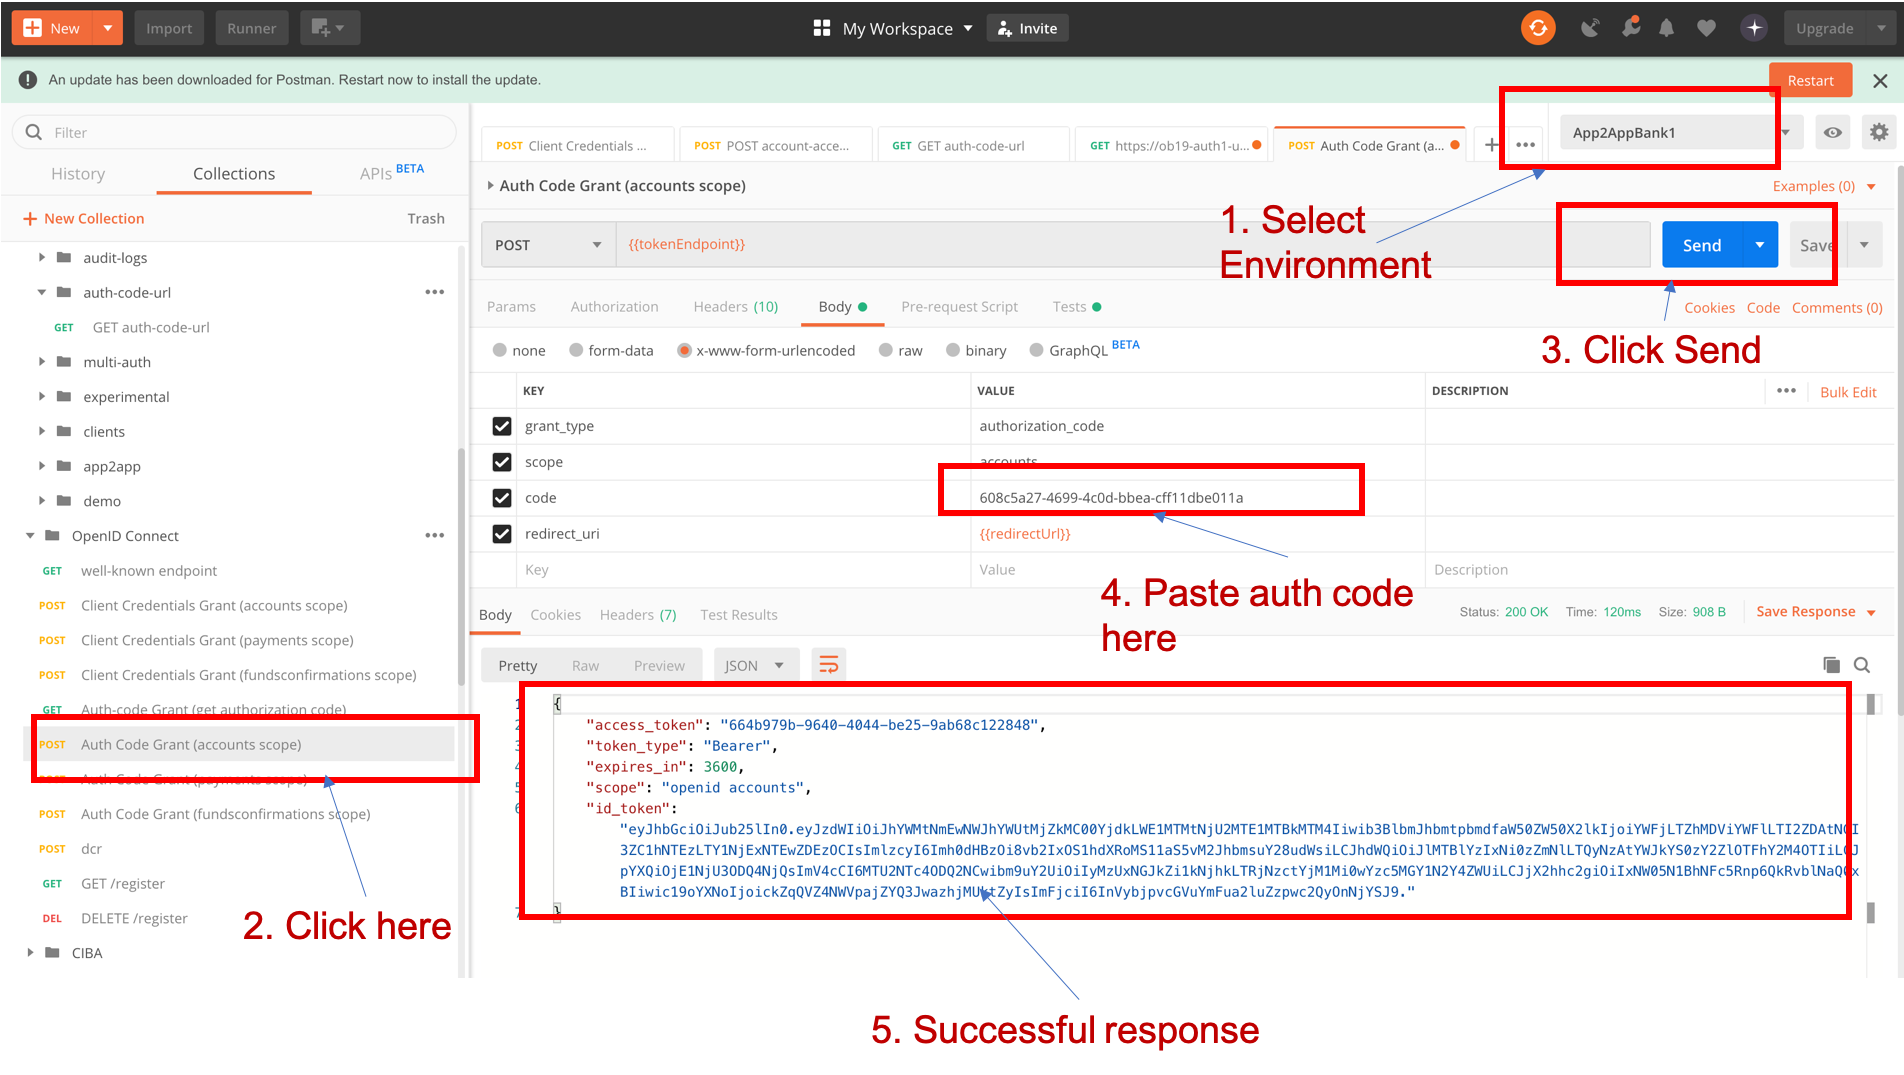 New
Import
Runner
My Workspace
Invite
Upgrade
An update has been downloaded for Postman. Restart now to install the update.
Restart
Filter
History
Collections
APIs BETA
New Collection
Trash
audit-logs
auth-code-url
GET GET auth-code-url
multi-auth
experimental
clients
app2app
demo
OpenID Connect
GET well-known endpoint
POST Client Credentials Grant (accounts scope)
POST Client Credentials Grant (payments scope)
POST Client Credentials Grant (fundsconfirmations scope)
GET Auth-code Grant (get authorization code)
POST Auth Code Grant (accounts scope)
POST Auth Code Grant (payments scope)
POST Auth Code Grant (fundsconfirmations scope)
POST dcr
GET GET /register
DEL DELETE /register
CIBA
2. Click here
POST Client Credentials ...
POST POST account-acce...
GET GET auth-code-url
GET https://ob19-auth1-u...
POST Auth Code Grant (a...
App2AppBank1
Auth Code Grant (accounts scope)
Examples (0)
1. Select
Environment
POST
{{tokenEndpoint}}
Send
Save
3. Click Send
Params
Authorization
Headers (10)
Body
Pre-request Script
Tests
Cookies Code Comments (0)
none
form-data
x-www-form-urlencoded
raw
binary
GraphQL BETA
KEY VALUE DESCRIPTION
Bulk Edit
grant_type authorization_code
scope accounts
code 608c5a27-4699-4c0d-bbea-cff11dbe011a
redirect_uri {{redirectUrl}}
Key Value Description
4. Paste auth code
here
Body Cookies Headers (7) Test Results
Status: 200 OK Time: 120ms Size: 908 B
Save Response
Pretty Raw Preview JSON
1 {
2 "access_token": "664b979b-9640-4044-be25-9ab68c122848",
3 "token_type": "Bearer",
4 "expires_in": 3600,
5 "scope": "openid accounts",
6 "id_token":
7 }
5. Successful response